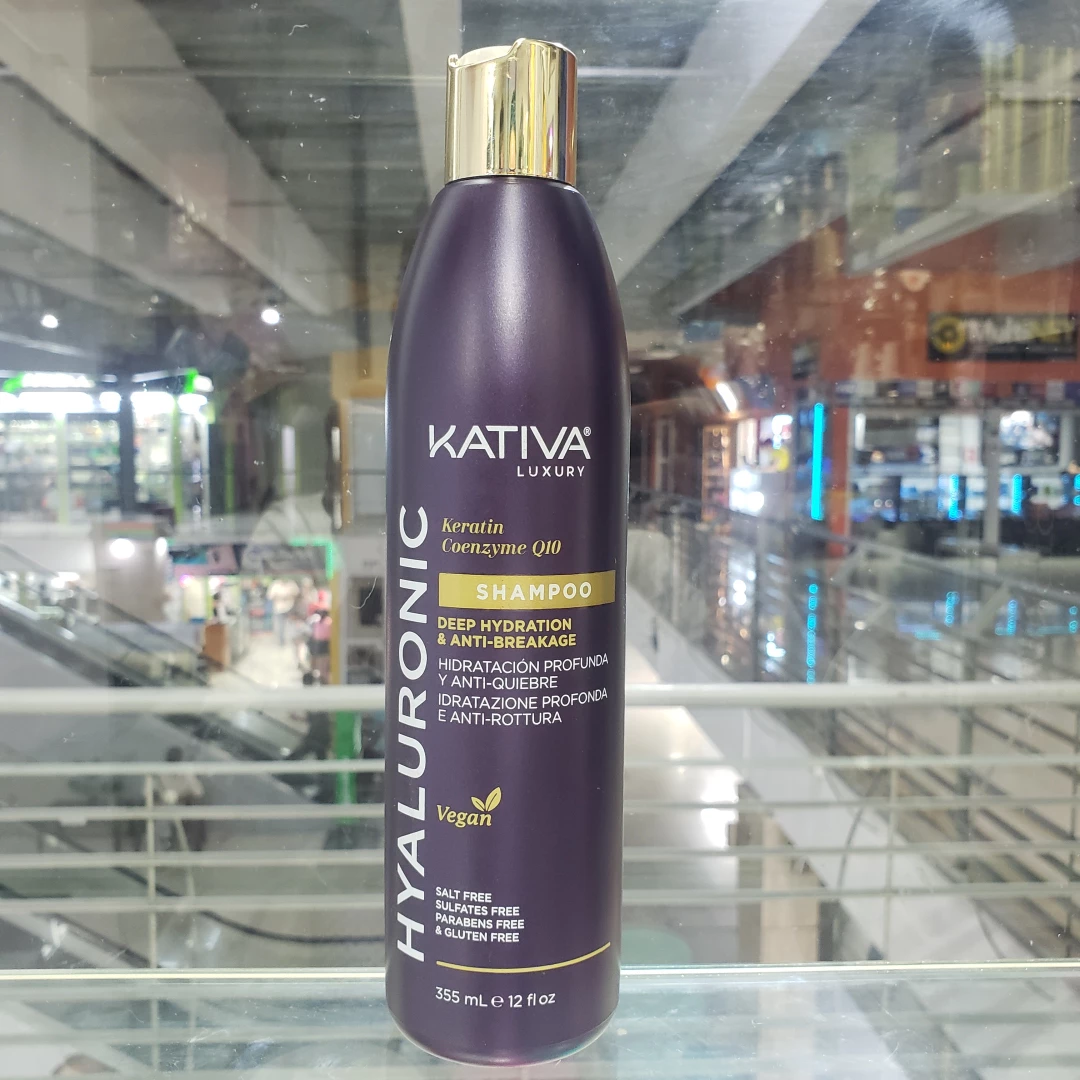 KATIVA®
LUXURY
HYALURONIC
Keratin
Coenzyme Q10
SHAMPOO
DEEP HYDRATION
& ANTI-BREAKAGE
HIDRATACIÓN PROFUNDA
Y ANTI-QUIEBRE
IDRATAZIONE PROFONDA
E ANTI-ROTTURA
Vegan
SALT FREE
SULFATES FREE
PARABENS FREE
& GLUTEN FREE
355 mL e 12 fl oz